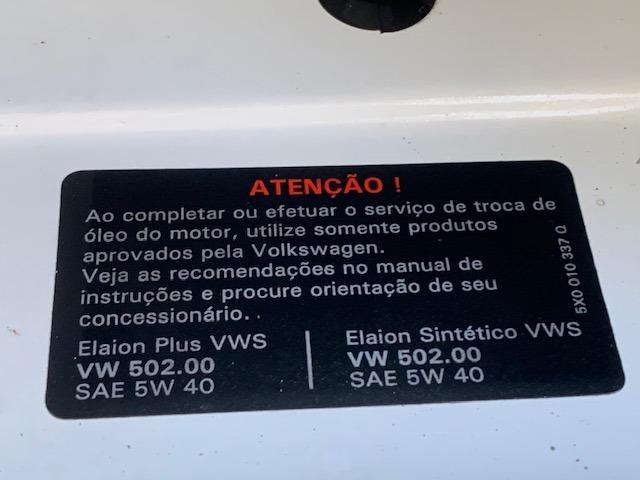 ATENÇÃO !
Ao completar ou efetuar o serviço de troca de
óleo do motor, utilize somente produtos
aprovados pela Volkswagen.
Veja as recomendações no manual de
instruções e procure orientação de seu
concessionário.
Elaion Plus VWS
VW 502.00
SAE 5W 40
Elaion Sintético VWS
VW 502.00
SAE 5W 40
5X0 010 337 Q